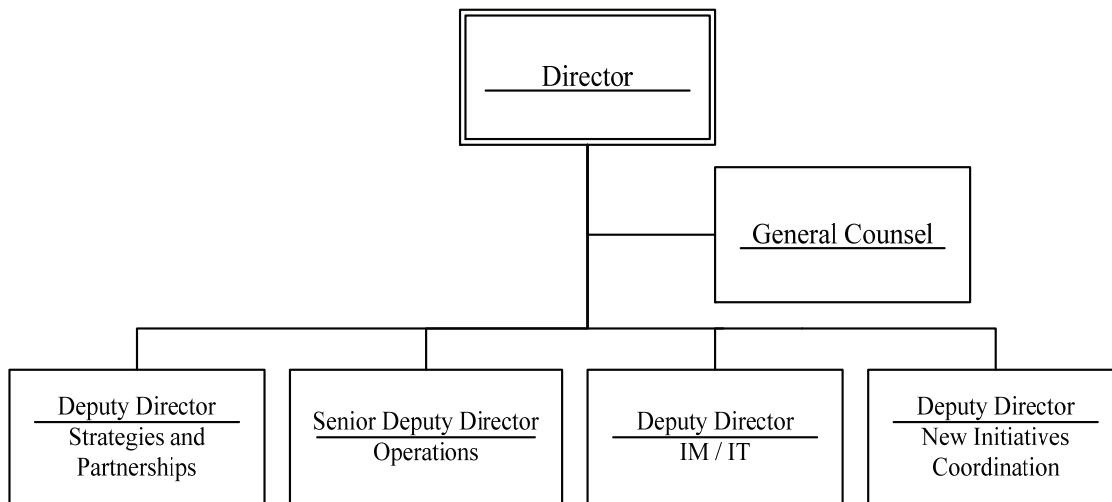 Director
General Counsel
Deputy Director
Strategies and
Partnerships
Senior Deputy Director
Operations
Deputy Director
IM / IT
Deputy Director
New Initiatives
Coordination